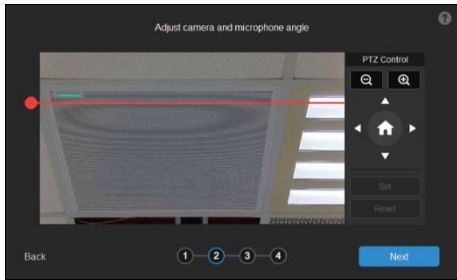 Adjust camera and microphone angle
?
PTZ Control
Set
Reset
Back
1 2 3 4
Next